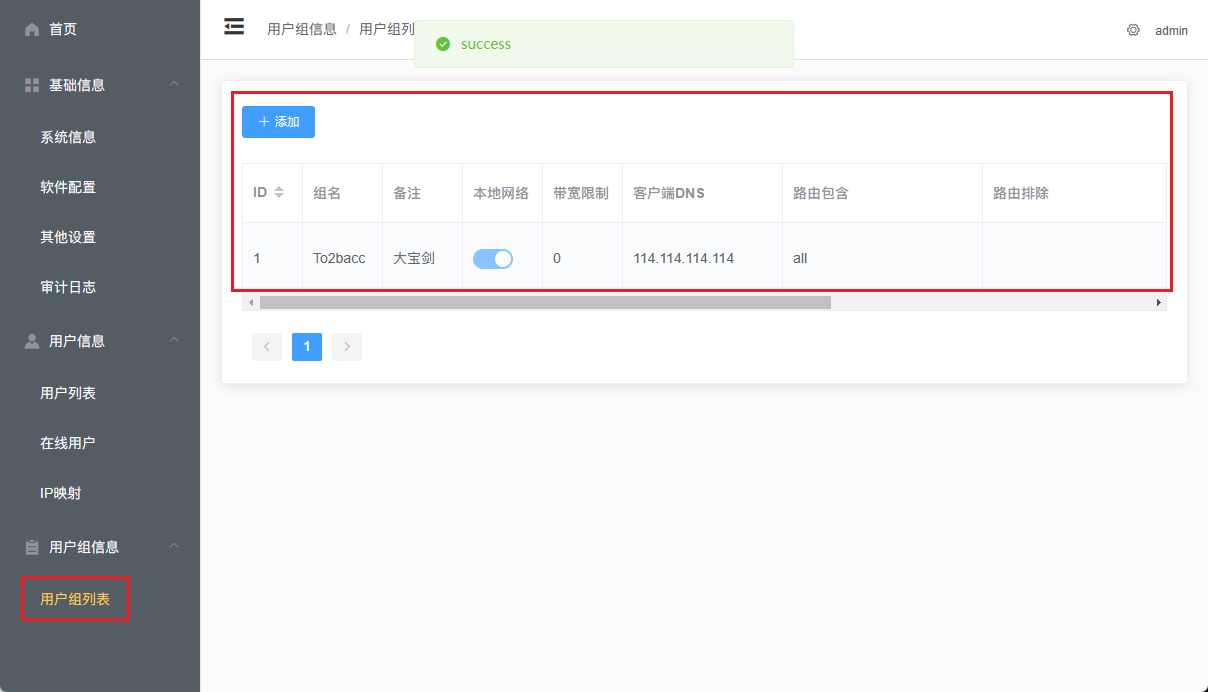 首页
基础信息
系统信息
软件配置
其他设置
审计日志
用户信息
用户列表
在线用户
IP映射
用户组信息
用户组列表
用户组信息 / 用户组列
success
admin
添加
ID 组名 备注 本地网络 带宽限制 客户端DNS 路由包含 路由排除
1 To2bacc 大宝剑 0 114.114.114.114 all
1